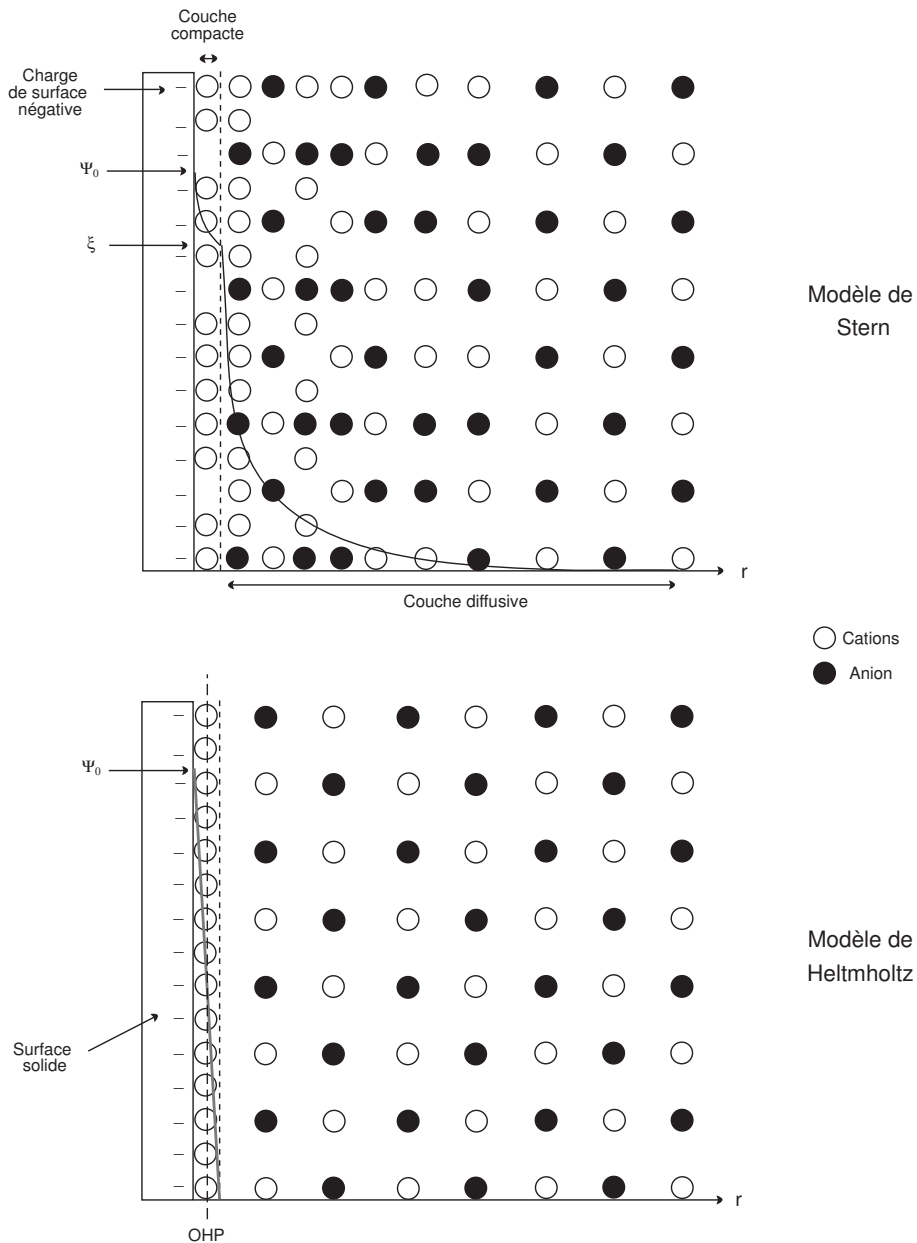 Couche
compacte
Charge
de surface
négative
Ψ₀
ξ
Modèle de
Stern
r
Couche diffusive
Cations
Anion
Ψ₀
Modèle de
Heltmholtz
Surface
solide
r
OHP